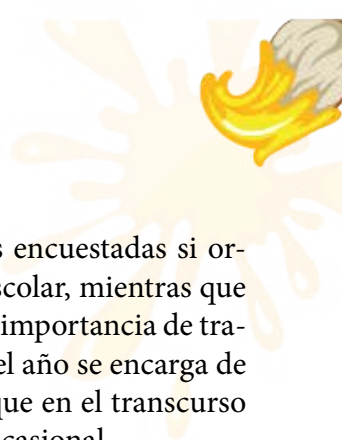 encuestadas si or-
scolar, mientras que
importancia de tra-
el año se encarga de
que en el transcurso